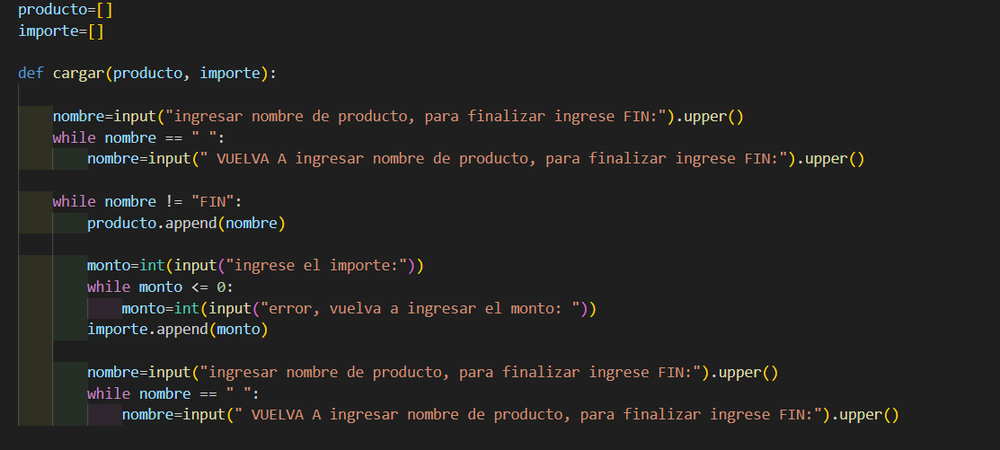 producto=[]
importe=[]
def cargar(producto, importe):
nombre=input("ingresar nombre de producto, para finalizar ingrese FIN:").upper()
while nombre == " ":
nombre=input(" VUELVA A ingresar nombre de producto, para finalizar ingrese FIN:").upper()
while nombre != "FIN":
producto.append(nombre)
monto=int(input("ingrese el importe:"))
while monto <= 0:
monto=int(input("error, vuelva a ingresar el monto: "))
importe.append(monto)
nombre=input("ingresar nombre de producto, para finalizar ingrese FIN:").upper()
while nombre == " ":
nombre=input(" VUELVA A ingresar nombre de producto, para finalizar ingrese FIN:").upper()